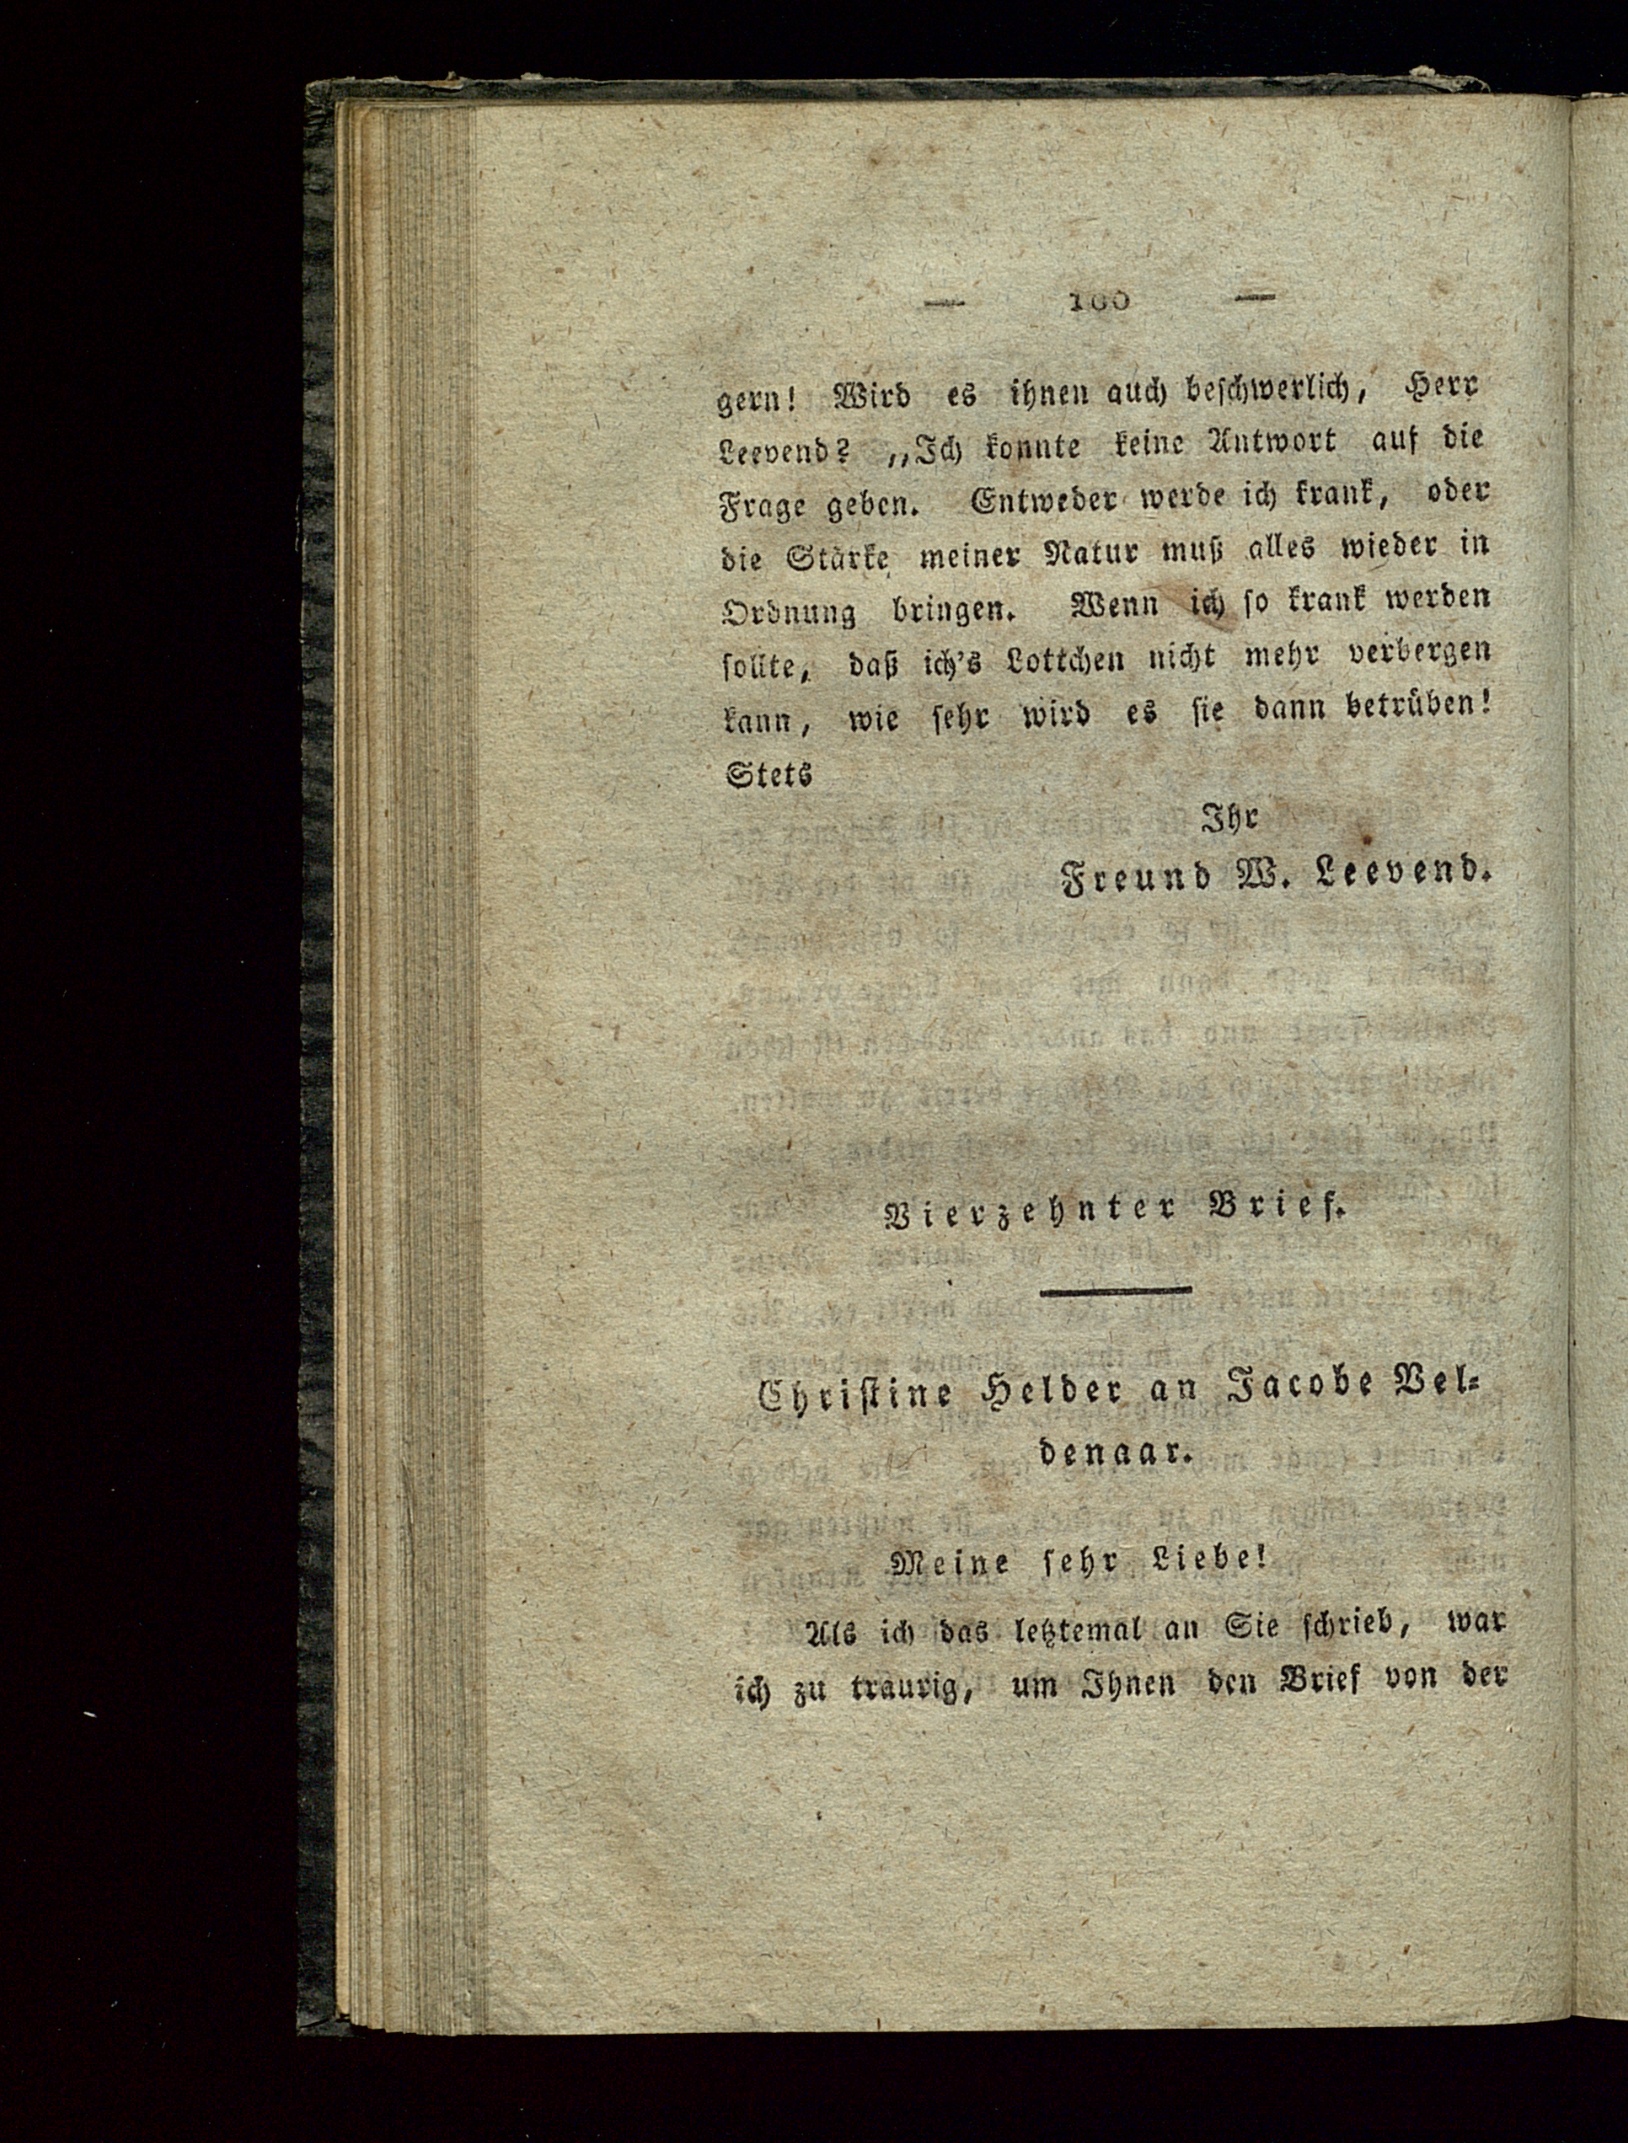 — 100 —
gern! Wird es ihnen auch beschwerlich, Herr
Leevend? „Ich konnte keine Antwort auf die
Frage geben. Entweder werde ich krank, oder
die Stärke meiner Natur muß alles wieder in
Ordnung bringen. Wenn ich so krank werden
sollte, daß ich's Lottchen nicht mehr verbergen
kann, wie sehr wird es sie dann betrüben!
Stets
Ihr
Freund W. Leevend.
Vierzehnter Brief.
Christine Helder an Jacobe Vel-
denaar.
Meine sehr Liebe!
Als ich das letztemal an Sie schrieb, war
ich zu traurig, um Ihnen den Brief von der